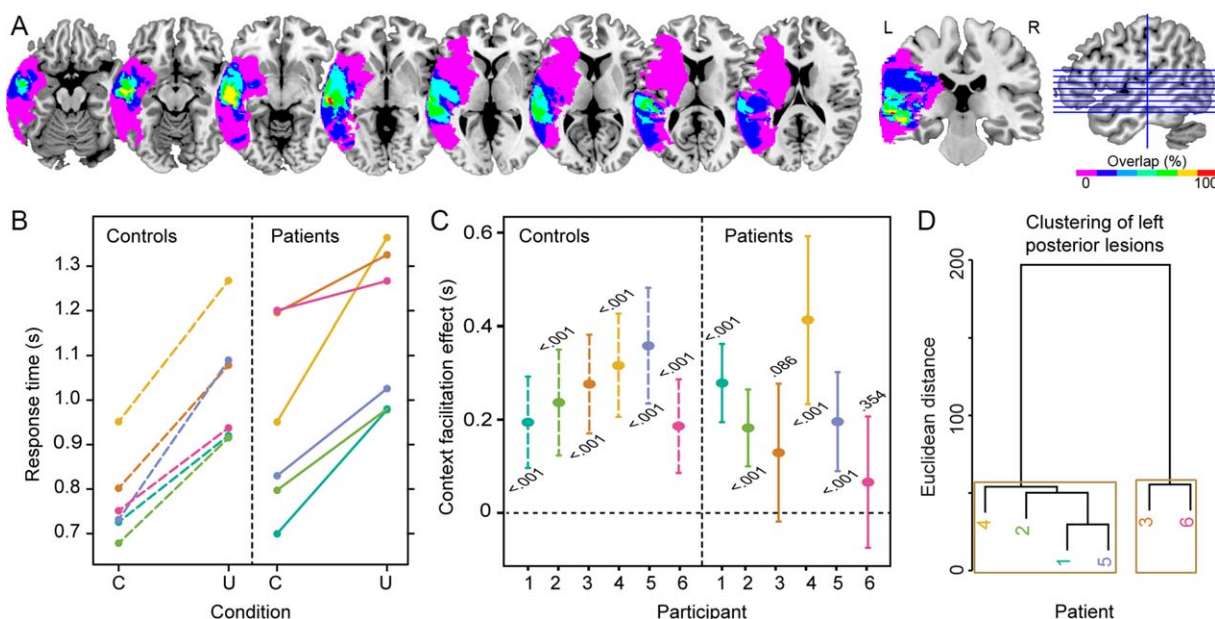 A
L R
Overlap (%)
0 100
B
Controls Patients
Response time (s)
1.3
1.2
1.1
1.0
0.9
0.8
0.7
C U C U
Condition
C
Controls Patients
Context facilitation effect (s)
0.6
0.4
0.2
0
<.001
<.001
<.001
<.001
<.001
<.001
<.001
<.001
.086
<.001
<.001
.354
1 2 3 4 5 6 1 2 3 4 5 6
Participant
D
Clustering of left
posterior lesions
Euclidean distance
200
100
0
4 2 1 5 3 6
Patient